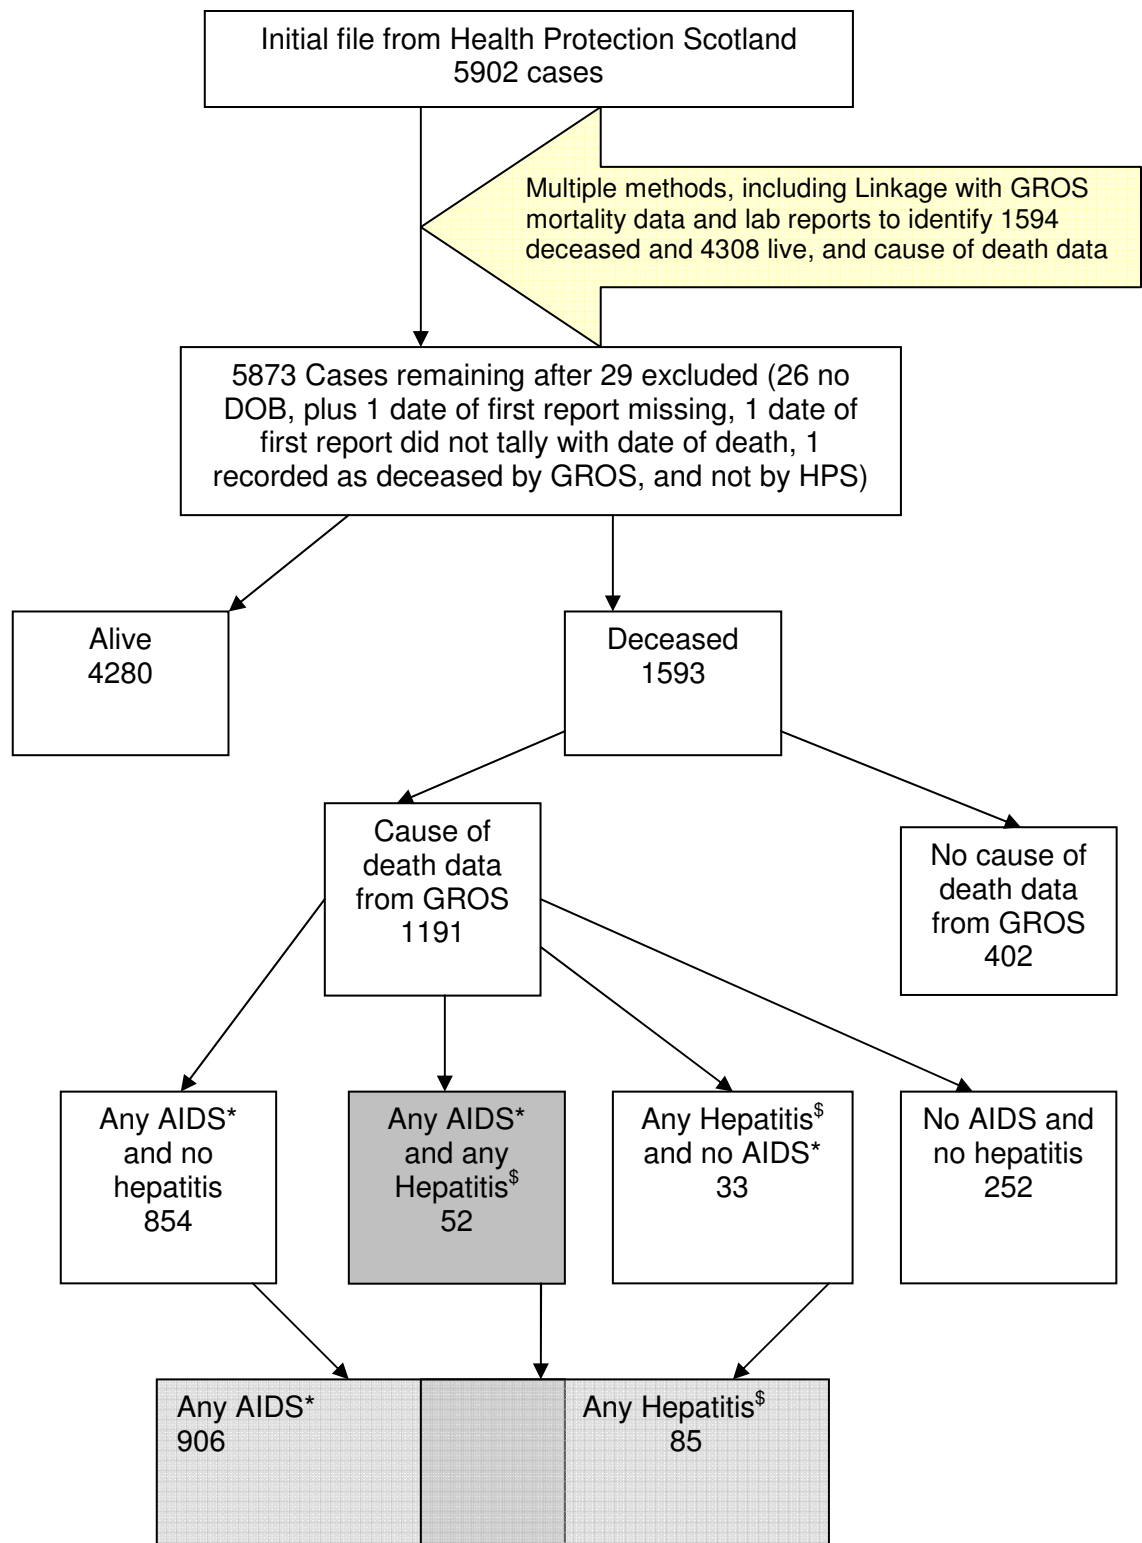 Initial file from Health Protection Scotland
5902 cases
Multiple methods, including Linkage with GROS
mortality data and lab reports to identify 1594
deceased and 4308 live, and cause of death data
5873 Cases remaining after 29 excluded (26 no
DOB, plus 1 date of first report missing, 1 date of
first report did not tally with date of death, 1
recorded as deceased by GROS, and not by HPS)
Alive
4280
Deceased
1593
Cause of
death data
from GROS
1191
No cause of
death data
from GROS
402
Any AIDS*
and no
hepatitis
854
Any AIDS*
and any
Hepatitis$
52
Any Hepatitis$
and no AIDS*
33
No AIDS and
no hepatitis
252
Any AIDS*
906
Any Hepatitis$
85